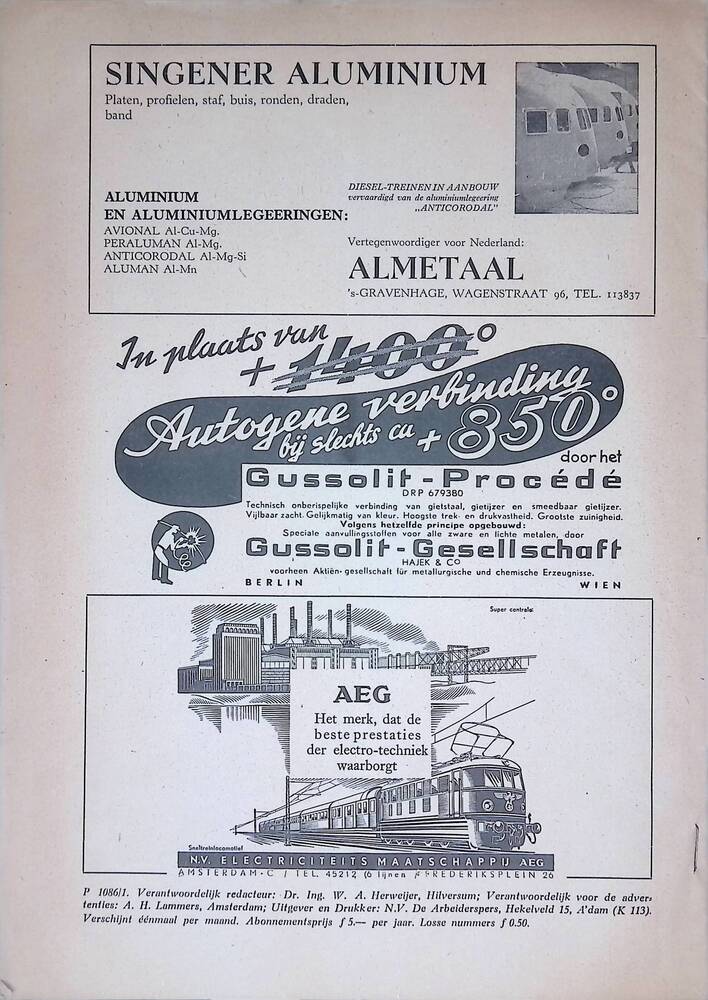 SINGENER ALUMINIUM
Platen, profielen, staf, buis, ronden, draden,
band
DIESEL-TREINEN IN AANBOUW
vervaardigd van de aluminiumlegeering
„ANTICORODAL”
ALUMINIUM
EN ALUMINIUMLEGEERINGEN:
AVIONAL Al-Cu-Mg.
PERALUMAN Al-Mg.
ANTICORODAL Al-Mg-Si
ALUMAN Al-Mn
Vertegenwoordiger voor Nederland:
ALMETAAL
's-GRAVENHAGE, WAGENSTRAAT 96, TEL. 113837
In plaats van
+ 1400°
Autogene verbinding
bij slechts ca + 850°
door het
Gussolit-Procédé
DRP 679380
Technisch onberispelijke verbinding van gietstaal, gietijzer en smeedbaar gietijzer.
Vijlbaar zacht. Gelijkmatig van kleur. Hoogste trek- en drukvastheid. Grootste zuinigheid.
Volgens hetzelfde principe opgebouwd:
Speciale aanvullingsstoffen voor alle zware en lichte metalen, door
Gussolit-Gesellschaft
HAJEK & Co
voorheen Aktiën-gesellschaft für metallurgische und chemische Erzeugnisse.
BERLIN WIEN
Super centrale
AEG
Het merk, dat de
beste prestaties
der electro-techniek
waarborgt
Sneltreinlocomotief
N.V. ELECTRICITEITS MAATSCHAPPIJ AEG
AMSTERDAM-C / TEL. 45212 (6 lijnen) FREDERIKSPLEIN 26
P 1086/1. Verantwoordelijk redacteur: Dr. Ing. W. A. Herweijer, Hilversum; Verantwoordelijk voor de adver-
tenties: A. H. Lammers, Amsterdam; Uitgever en Drukker: N.V. De Arbeiderspers, Hekelveld 15, A'dam (K 113).
Verschijnt éénmaal per maand. Abonnementsprijs ƒ 5.— per jaar. Losse nummers ƒ 0.50.